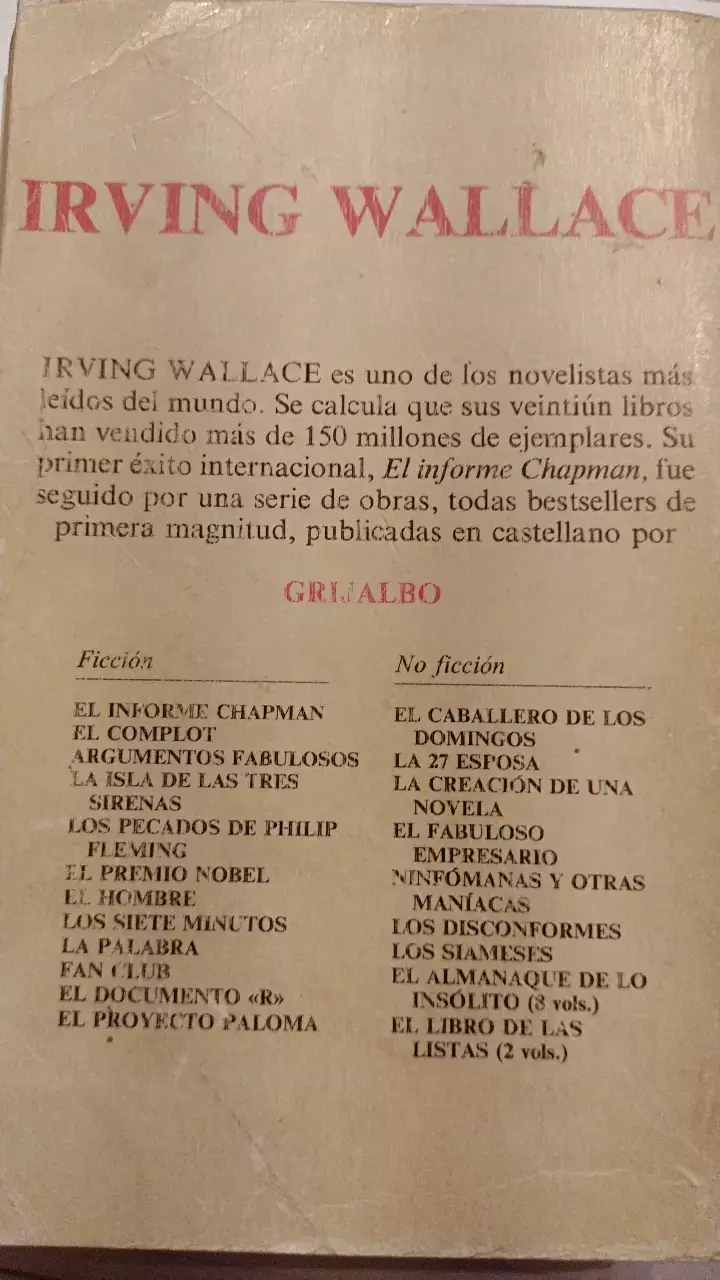 IRVING WALLACE
IRVING WALLACE es uno de los novelistas más
leídos del mundo. Se calcula que sus veintiún libros
han vendido más de 150 millones de ejemplares. Su
primer éxito internacional, El informe Chapman, fue
seguido por una serie de obras, todas bestsellers de
primera magnitud, publicadas en castellano por
GRIJALBO
Ficción
EL INFORME CHAPMAN
EL COMPLOT
ARGUMENTOS FABULOSOS
LA ISLA DE LAS TRES
SIRENAS
LOS PECADOS DE PHILIP
FLEMING
EL PREMIO NOBEL
EL HOMBRE
LOS SIETE MINUTOS
LA PALABRA
FAN CLUB
EL DOCUMENTO «R»
EL PROYECTO PALOMA
No ficción
EL CABALLERO DE LOS
DOMINGOS
LA 27 ESPOSA
LA CREACIÓN DE UNA
NOVELA
EL FABULOSO
EMPRESARIO
NINFÓMANAS Y OTRAS
MANÍACAS
LOS DISCONFORMES
LOS SIAMESES
EL ALMANAQUE DE LO
INSÓLITO (8 vols.)
EL LIBRO DE LAS
LISTAS (2 vols.)